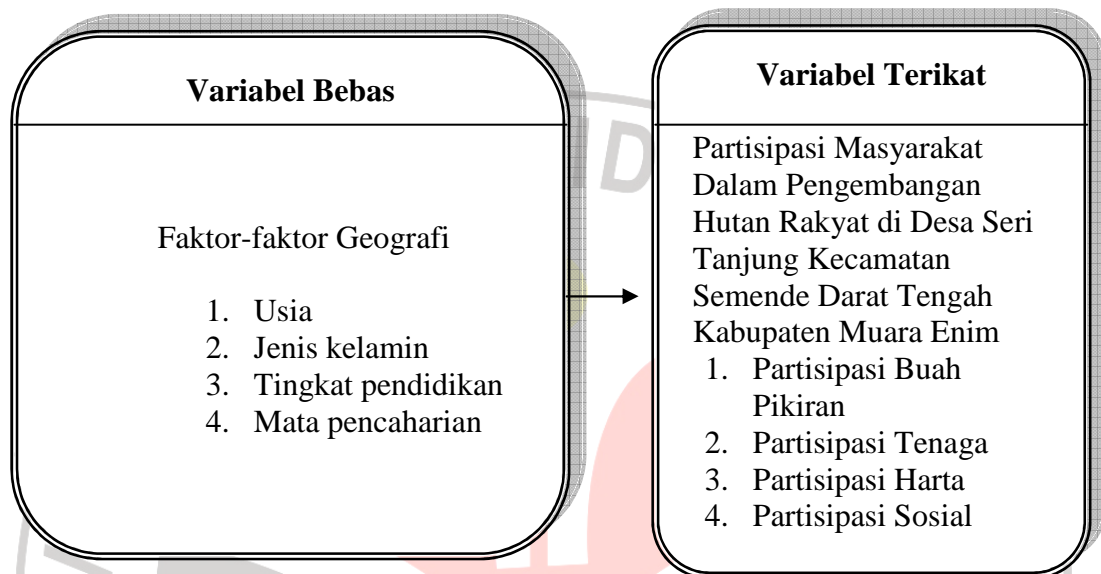 Variabel Bebas
Faktor-faktor Geografi
1. Usia
2. Jenis kelamin
3. Tingkat pendidikan
4. Mata pencaharian
Variabel Terikat
Partisipasi Masyarakat
Dalam Pengembangan
Hutan Rakyat di Desa Seri
Tanjung Kecamatan
Semende Darat Tengah
Kabupaten Muara Enim
1. Partisipasi Buah
Pikiran
2. Partisipasi Tenaga
3. Partisipasi Harta
4. Partisipasi Sosial